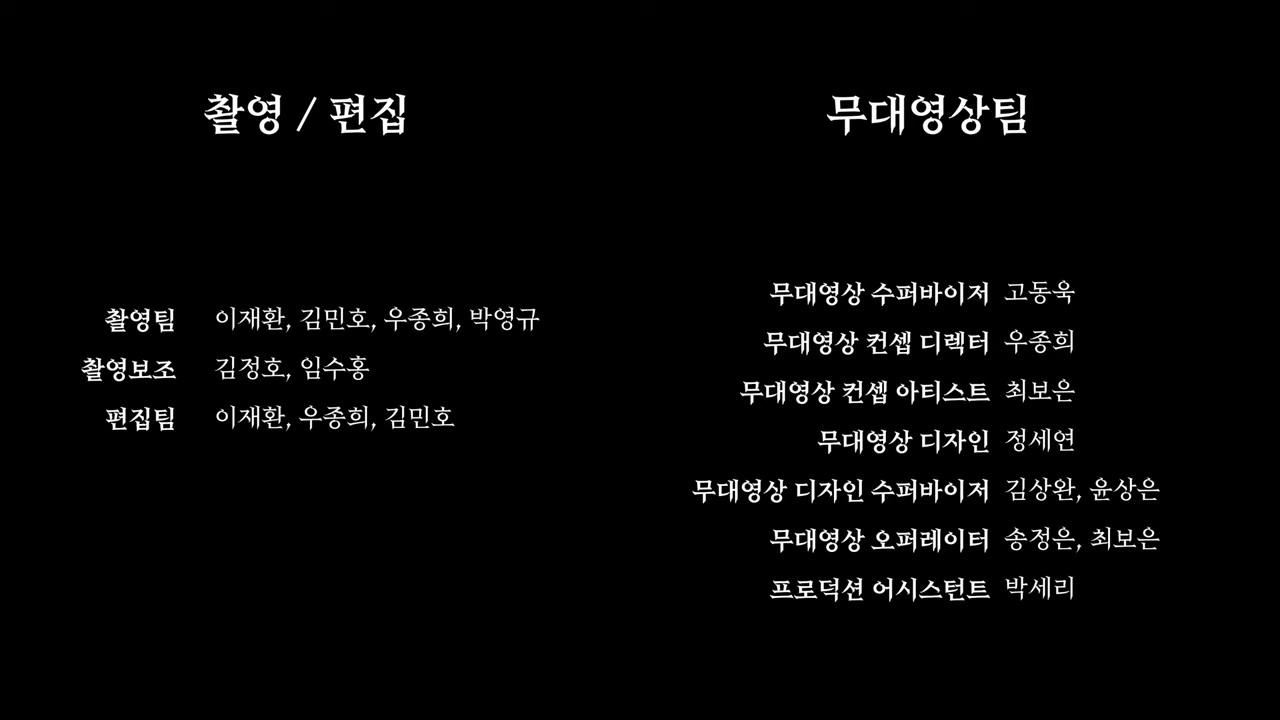 촬영 / 편집
촬영팀 이재환, 김민호, 우종희, 박영규
촬영보조 김정호, 임수홍
편집팀 이재환, 우종희, 김민호
무대영상팀
무대영상 수퍼바이저 고동욱
무대영상 컨셉 디렉터 우종희
무대영상 컨셉 아티스트 최보은
무대영상 디자인 정세연
무대영상 디자인 수퍼바이저 김상완, 윤상은
무대영상 오퍼레이터 송정은, 최보은
프로덕션 어시스턴트 박세리